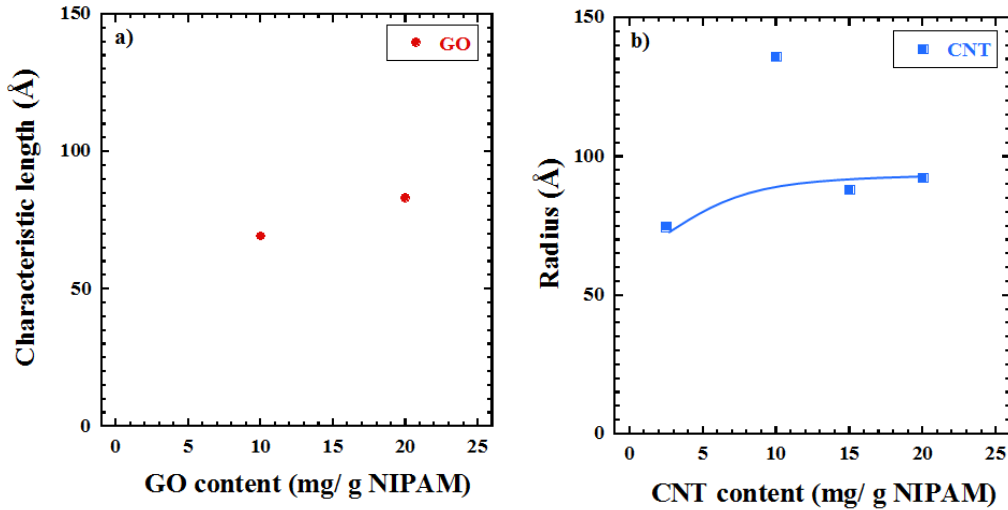 a)
GO
Characteristic length (Å)
150
100
50
0
0 5 10 15 20 25
GO content (mg/ g NIPAM)
b)
CNT
Radius (Å)
150
100
50
0
0 5 10 15 20 25
CNT content (mg/ g NIPAM)